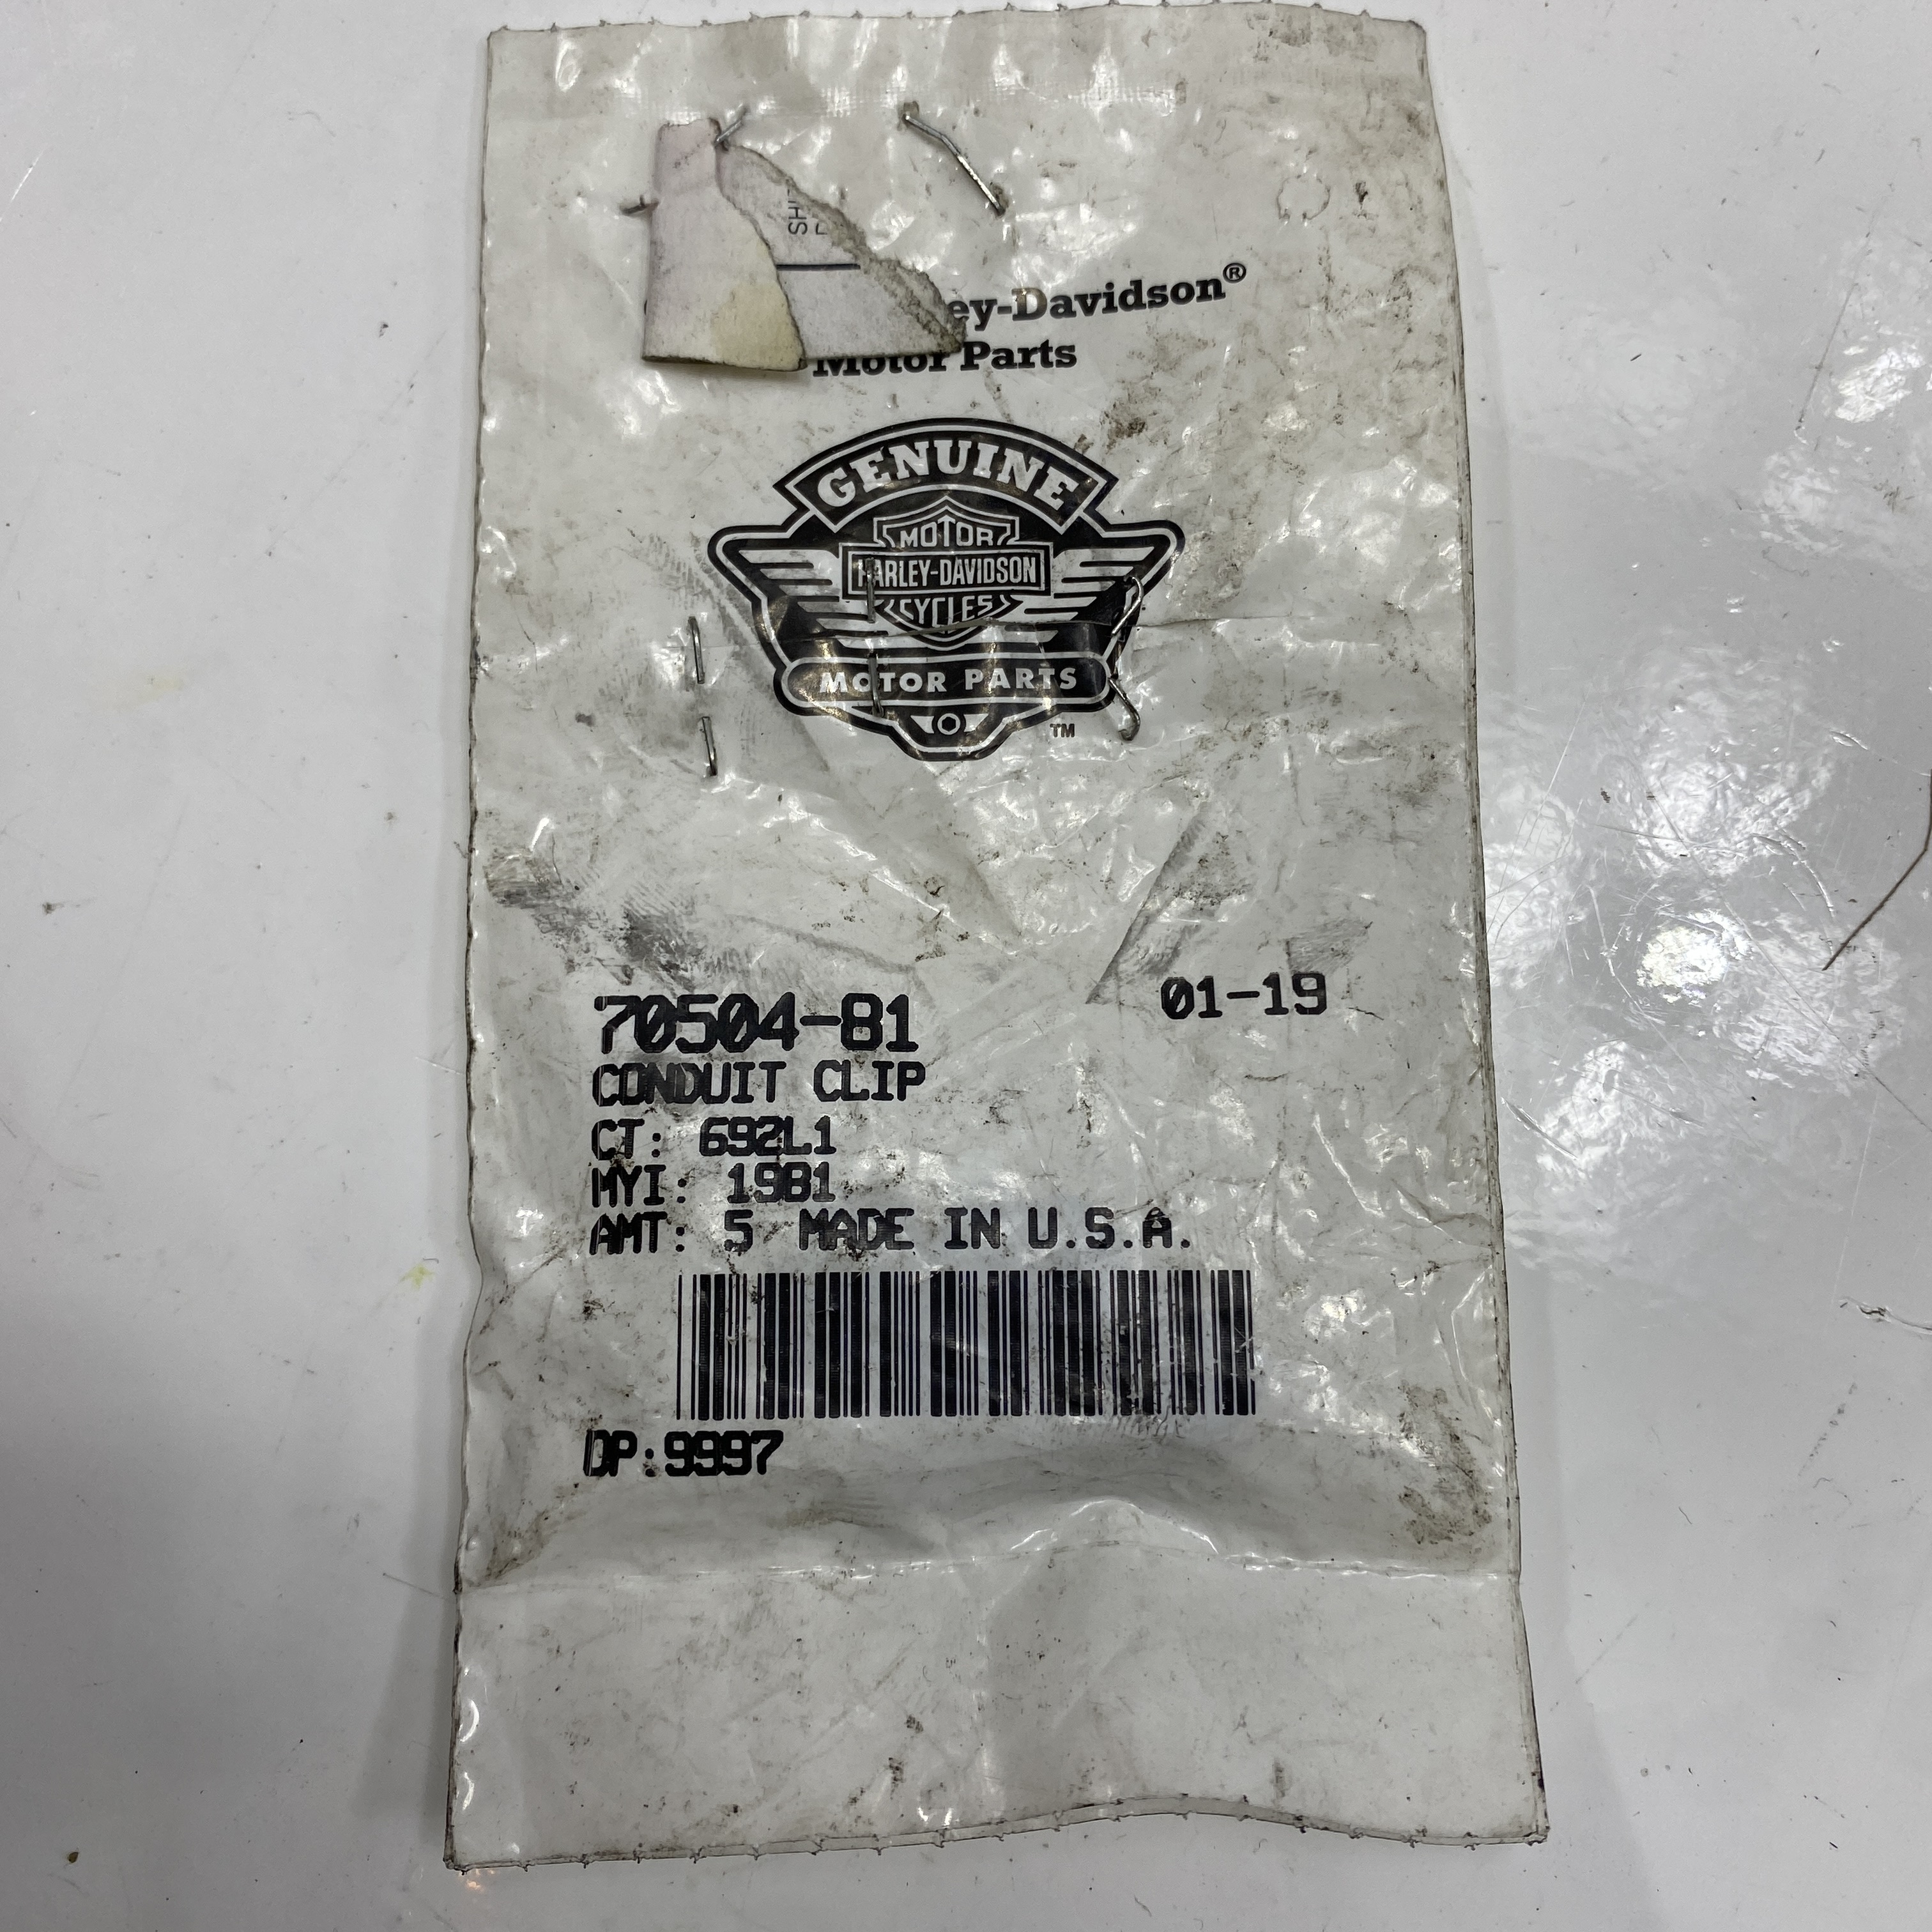 SH
ey-Davidson®
Motor Parts
GENUINE
MOTOR
HARLEY-DAVIDSON
CYCLES
MOTOR PARTS
TM
70504-81 01-19
CONDUIT CLIP
CT: 692L1
MYI: 1981
AMT: 5 MADE IN U.S.A.
DP:9997